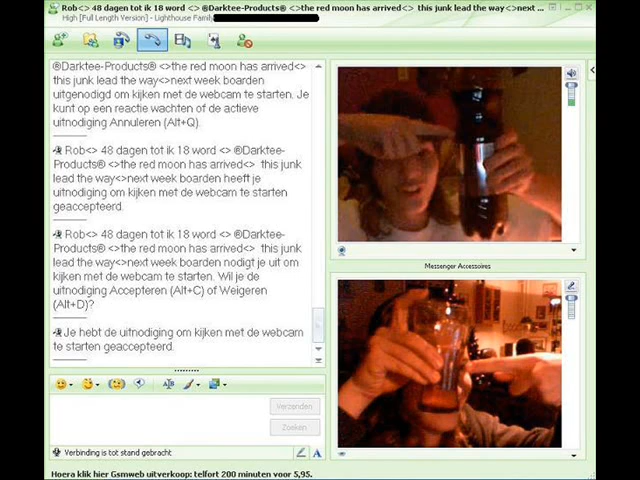 Rob<> 48 dagen tot ik 18 word <> ®Darktee-Products® <>the red moon has arrived<> this junk lead the way<>next ...
High [Full Length Version] - Lighthouse Family
®Darktee-Products® <>the red moon has arrived<>
this junk lead the way<>next week boarden
uitgenodigd om kijken met de webcam te starten. Je
kunt op een reactie wachten of de actieve
uitnodiging Annuleren (Alt+Q).
Rob<> 48 dagen tot ik 18 word <> ®Darktee-
Products® <>the red moon has arrived<> this junk
lead the way<>next week boarden heeft je
uitnodiging om kijken met de webcam te starten
geaccepteerd.
Rob<> 48 dagen tot ik 18 word <> ®Darktee-
Products® <>the red moon has arrived<> this junk
lead the way<>next week boarden nodigt je uit om
kijken met de webcam te starten. Wil je de
uitnodiging Accepteren (Alt+C) of Weigeren
(Alt+D)?
Je hebt de uitnodiging om kijken met de webcam
te starten geaccepteerd.
Messenger Accessoires
Verzenden
Zoeken
Verbinding is tot stand gebracht
Hoera klik hier Gsmweb uitverkoop: telfort 200 minuten voor 5,95.